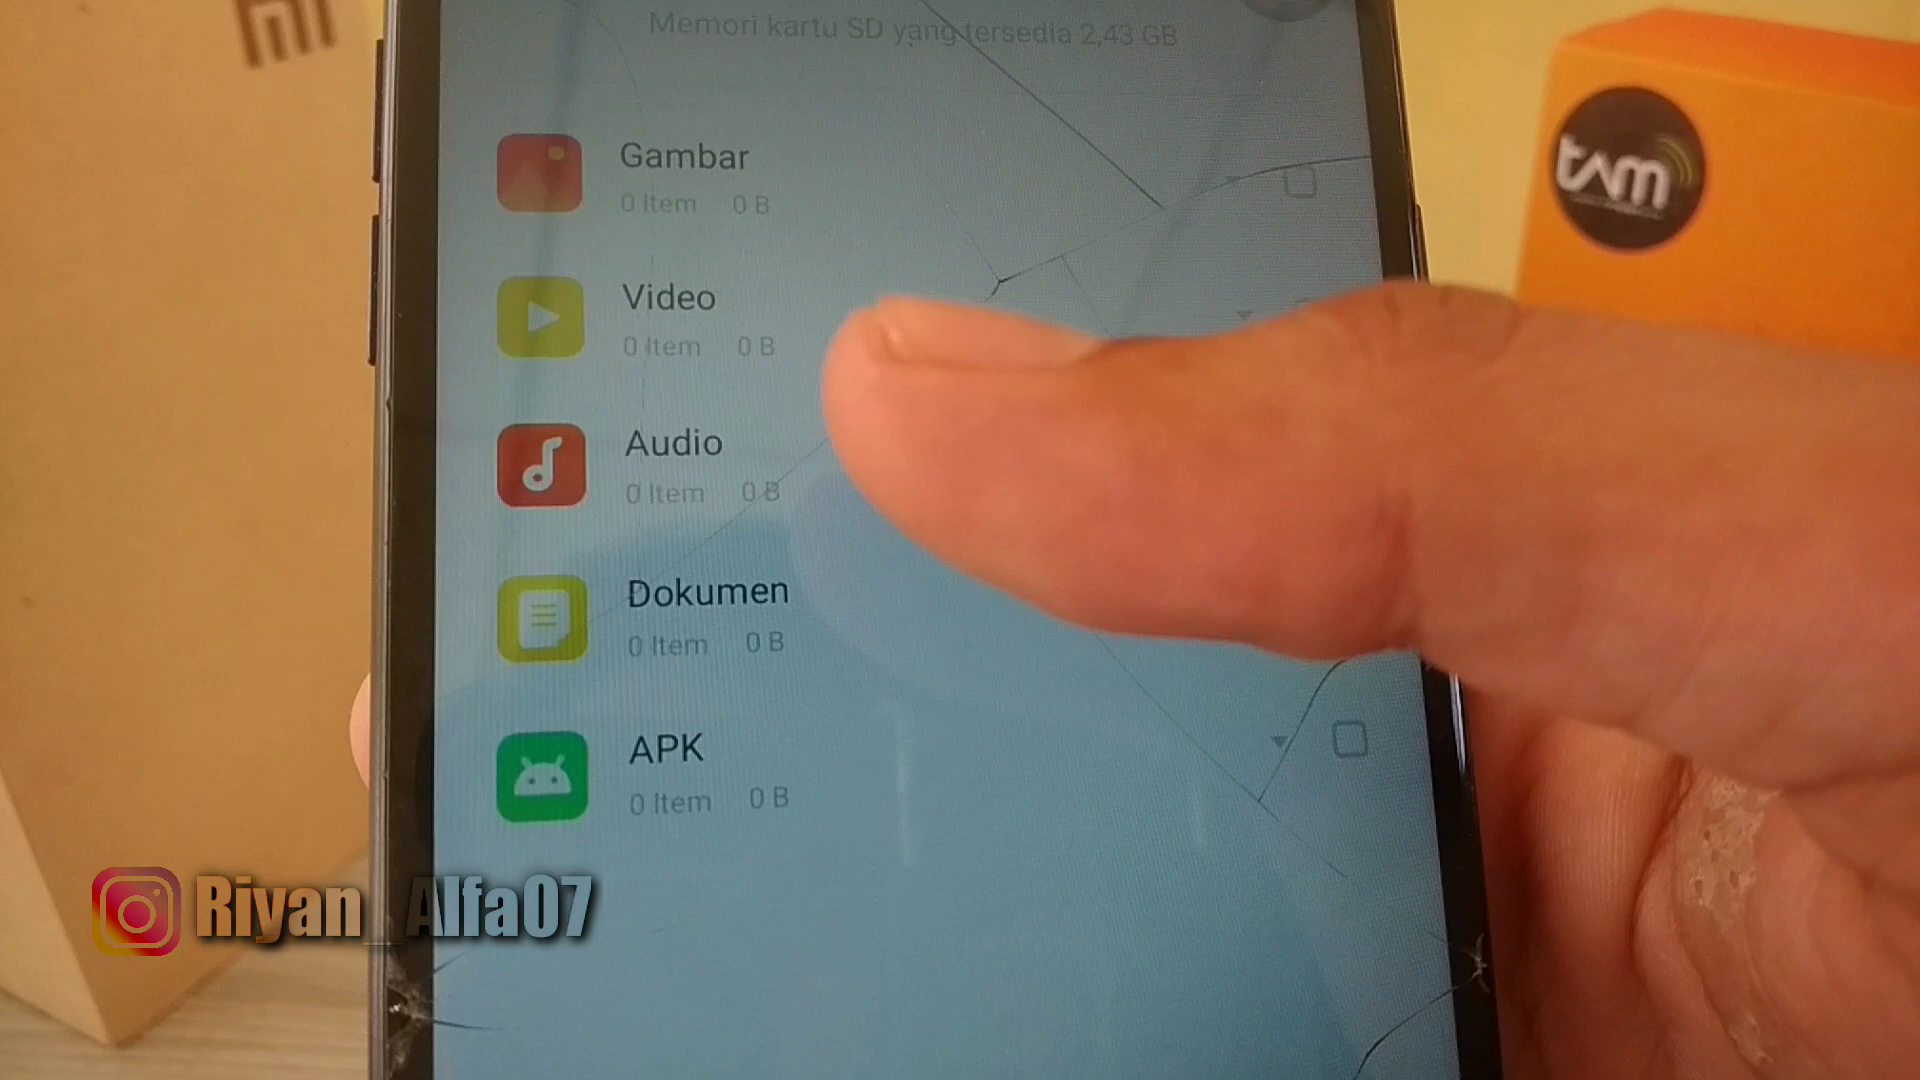 mi
Memori kartu SD yang tersedia 2,43 GB
tam
Gambar
0 Item 0 B
Video
0 Item 0 B
Audio
0 Item 0 B
Dokumen
0 Item 0 B
APK
0 Item 0 B
Riyan_Alfa07